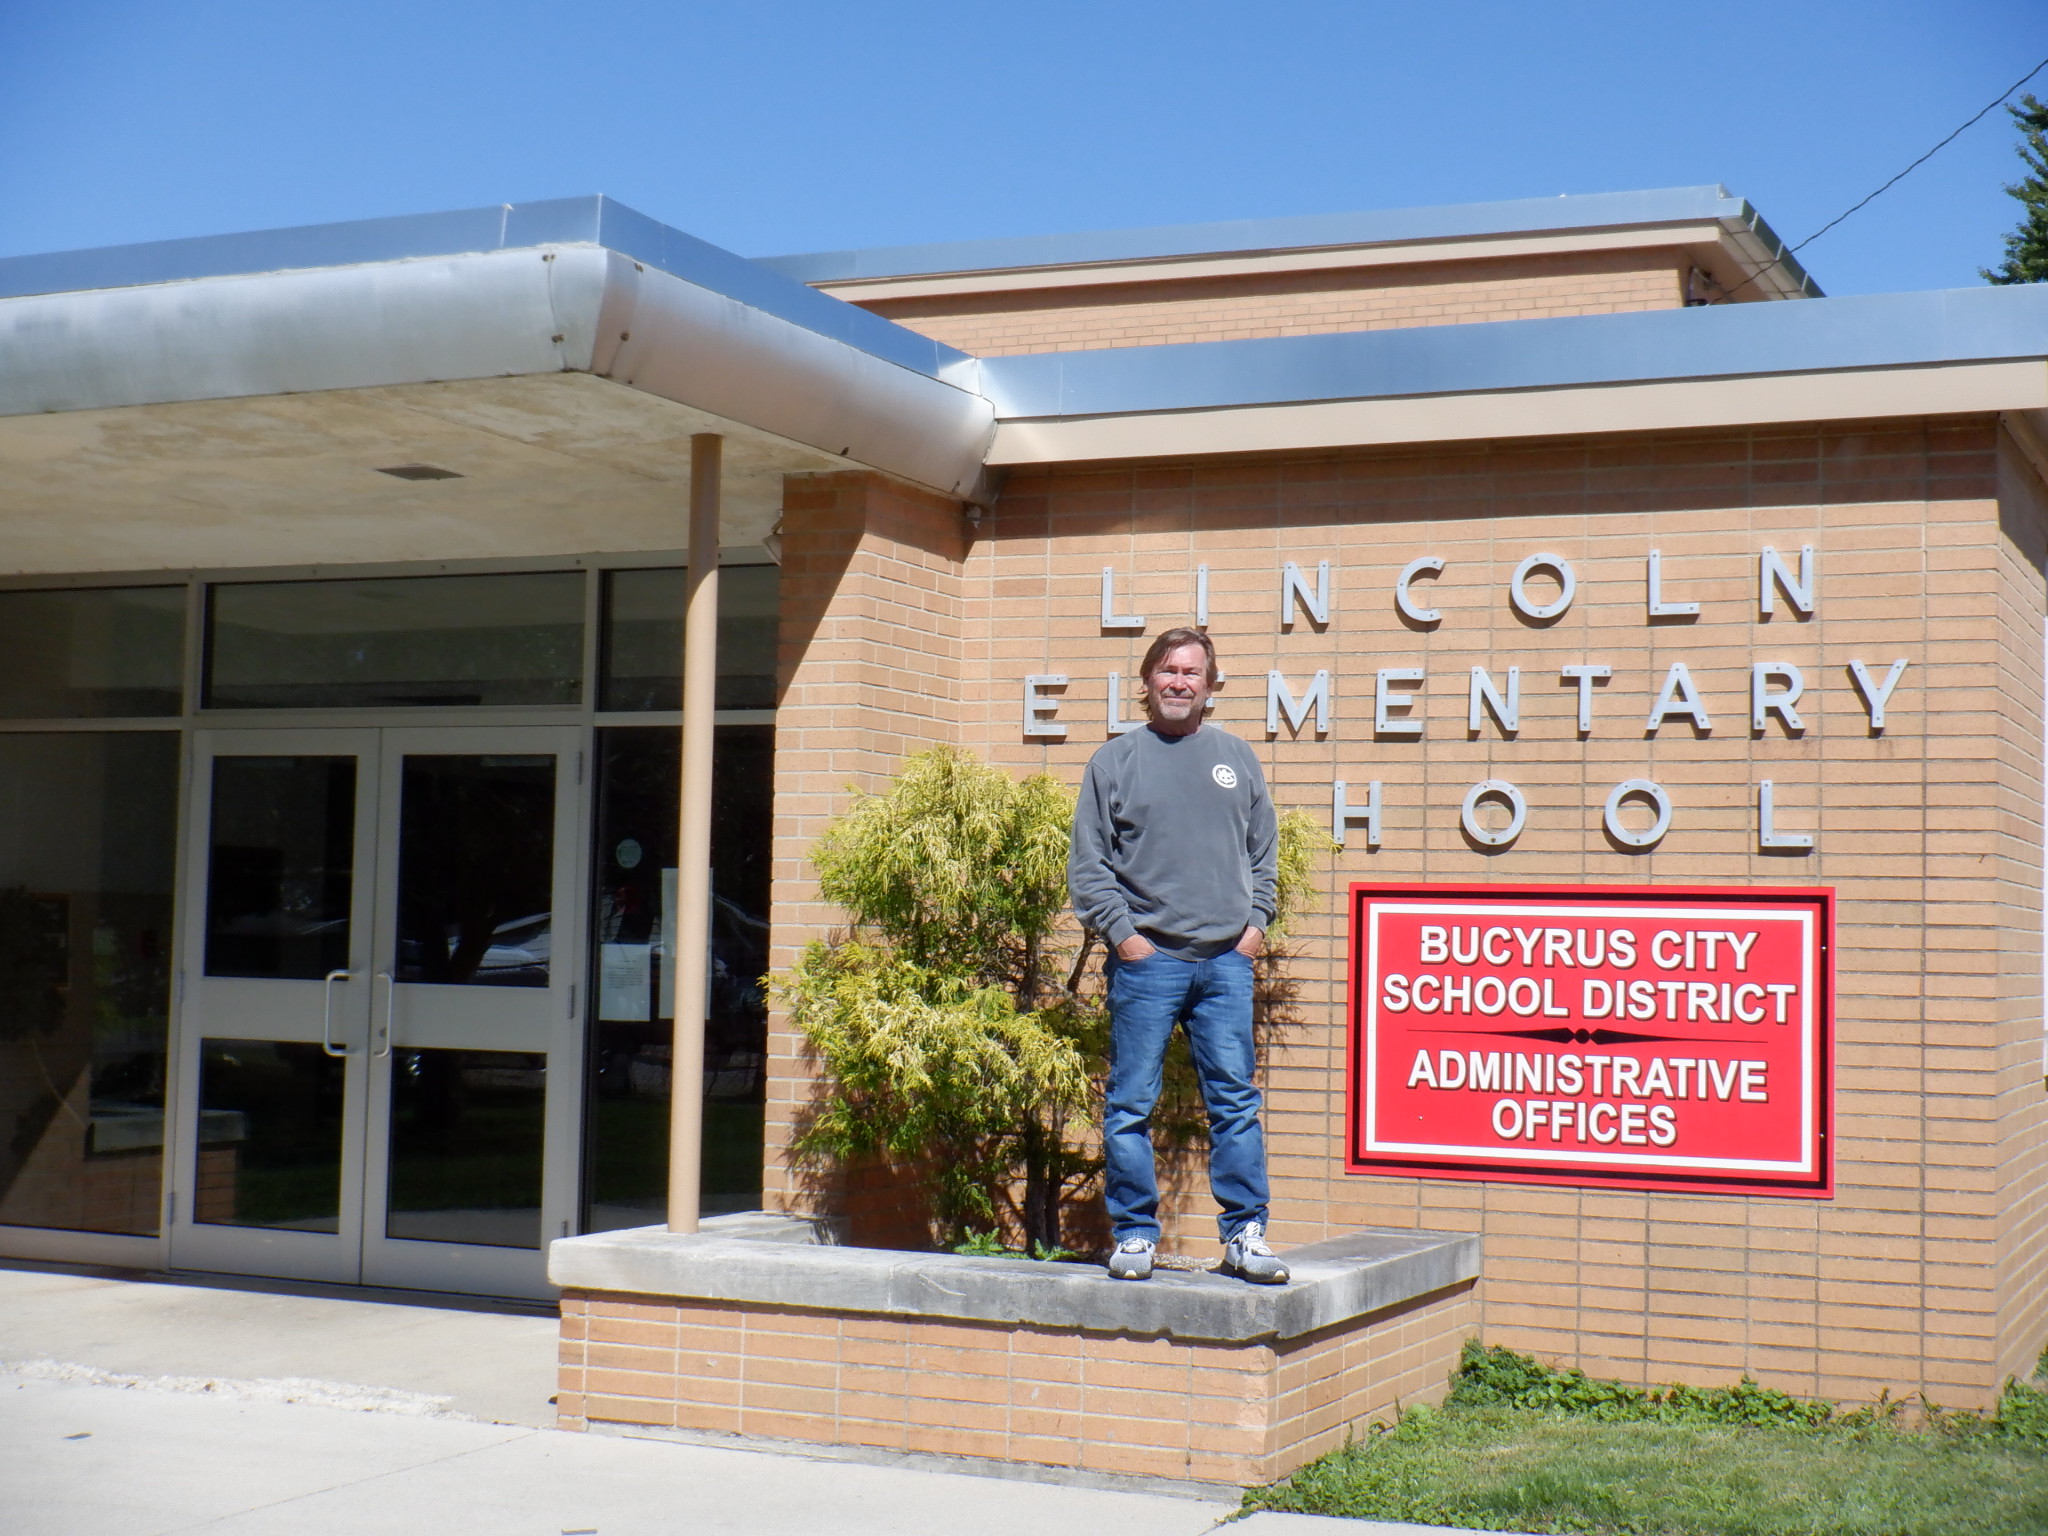 LINCOLN
ELEMENTARY
HOOL
BUCYRUS CITY
SCHOOL DISTRICT
ADMINISTRATIVE
OFFICES